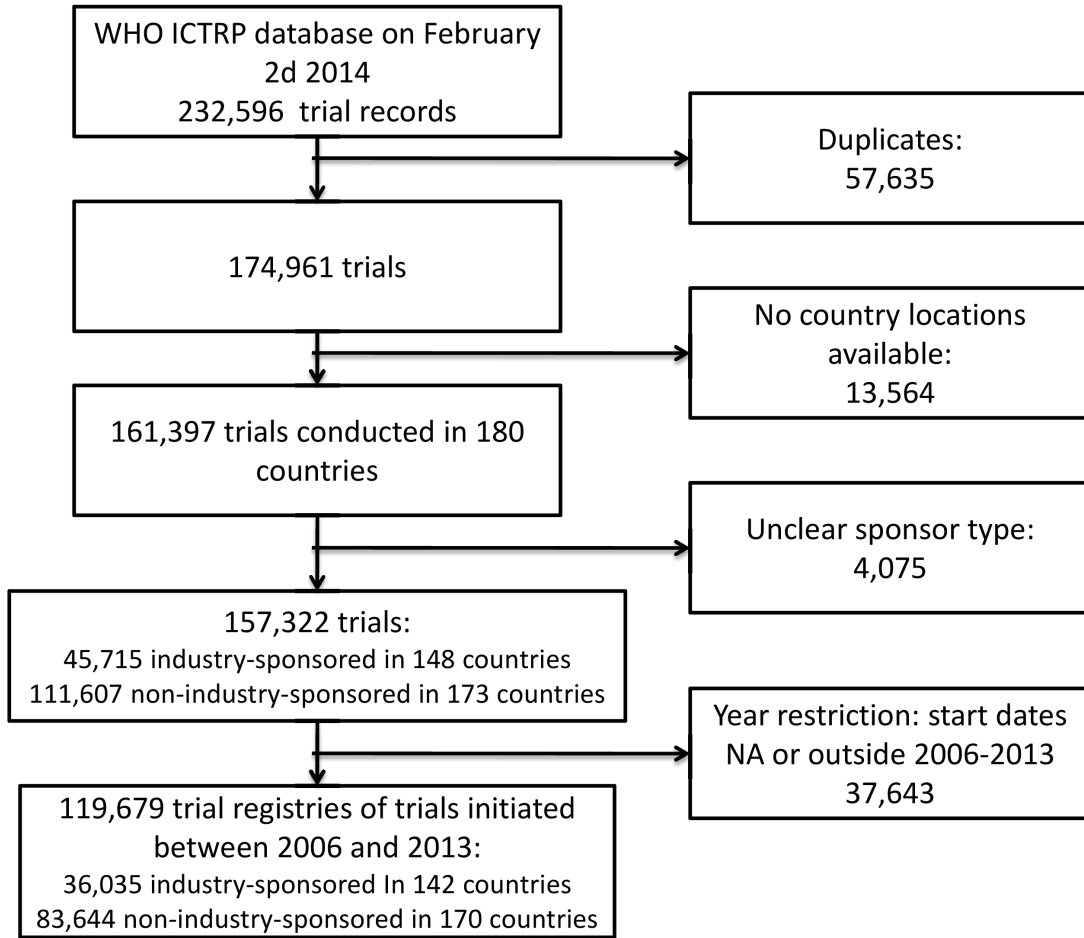 WHO ICTRP database on February
2d 2014
232,596 trial records
Duplicates:
57,635
174,961 trials
No country locations
available:
13,564
161,397 trials conducted in 180
countries
Unclear sponsor type:
4,075
157,322 trials:
45,715 industry-sponsored in 148 countries
111,607 non-industry-sponsored in 173 countries
Year restriction: start dates
NA or outside 2006-2013
37,643
119,679 trial registries of trials initiated
between 2006 and 2013:
36,035 industry-sponsored In 142 countries
83,644 non-industry-sponsored in 170 countries